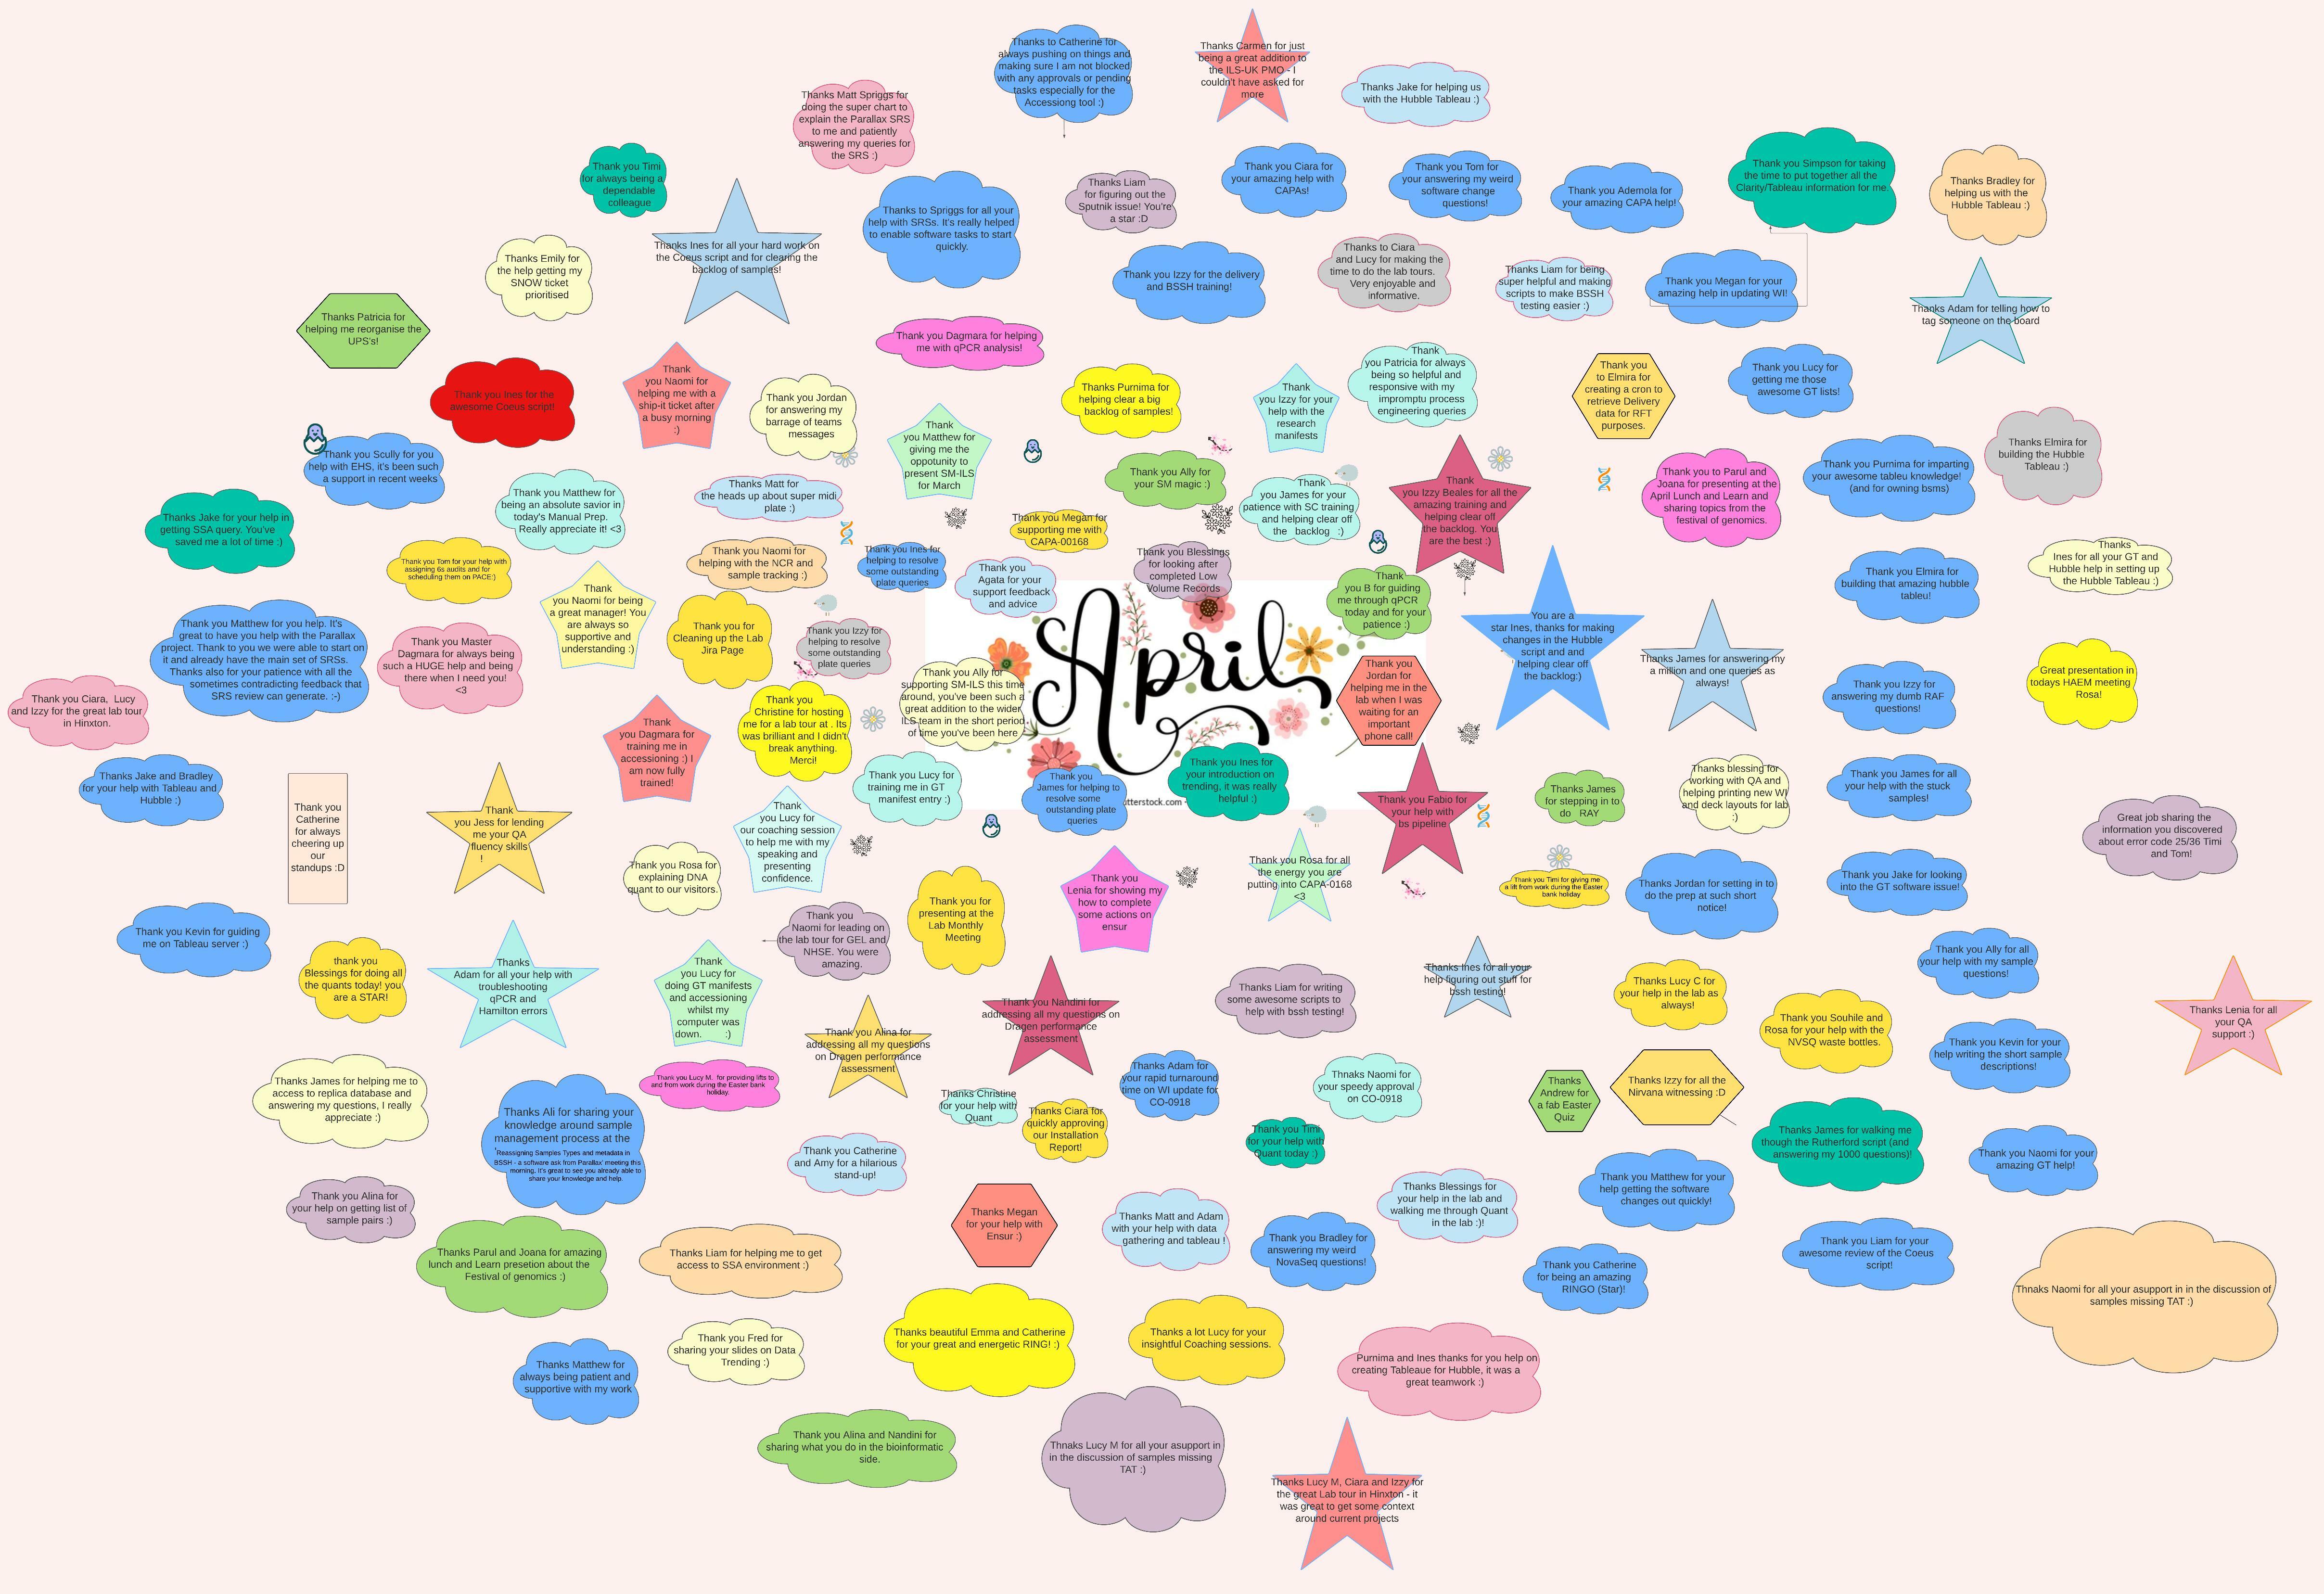 Thanks to Catherine for
always pushing on things and
making sure I am not blocked
with any approvals or pending
tasks especially for the
Accessiong tool :)
Thanks Carmen for just
being a great addition to
the ILS-UK PMO - I
couldn't have asked for
more
Thanks Jake for helping us
with the Hubble Tableau :)
Thanks Matt Spriggs for
doing the super chart to
explain the Parallax SRS
to me and patiently
answering my queries for
the SRS :)
Thank you Timi
for always being a
dependable
colleague
Thanks to Spriggs for all your
help with SRSs. It's really helped
to enable software tasks to start
quickly.
Thanks Liam
for figuring out the
Sputnik issue! You're
a star :D
Thank you Ciara for
your amazing help with
CAPAs!
Thank you Tom for
your answering my weird
software change
questions!
Thank you Ademola for
your amazing CAPA help!
Thank you Simpson for taking
the time to put together all the
Clarity/Tableau information for me.
Thanks Bradley for
helping us with the
Hubble Tableau :)
Thanks Emily for
the help getting my
SNOW ticket
prioritised
Thanks Ines for all your hard work on
the Coeus script and for clearing the
backlog of samples!
Thank you Izzy for the delivery
and BSSH training!
Thanks to Ciara
and Lucy for making the
time to do the lab tours.
Very enjoyable and
informative.
Thanks Liam for being
super helpful and making
scripts to make BSSH
testing easier :)
Thank you Megan for your
amazing help in updating WI!
Thanks Adam for telling how to
tag someone on the board
Thanks Patricia for
helping me reorganise the
UPS's!
Thank you Dagmara for helping
me with qPCR analysis!
Thank you Ines for the
awesome Coeus script!
Thank
you Naomi for
helping me with a
ship-it ticket after
a busy morning
:)
Thank you Jordan
for answering my
barrage of teams
messages
Thank
you Matthew for
giving me the
oppotunity to
present SM-ILS
for March
Thanks Purnima for
helping clear a big
backlog of samples!
Thank
you Izzy for your
help with the
research
manifests
Thank
you Patricia for always
being so helpful and
responsive with my
impromptu process
engineering queries
Thank you
to Elmira for
creating a cron to
retrieve Delivery
data for RFT
purposes.
Thank you Lucy for
getting me those
awesome GT lists!
Thanks Elmira for
building the Hubble
Tableau :)
Thank you Scully for you
help with EHS, it's been such
a support in recent weeks
Thank you Matthew for
being an absolute savior in
today's Manual Prep.
Really appreciate it! <3
Thanks Matt for
the heads up about super midi
plate :)
Thank you Ally for
your SM magic :)
Thank
you James for your
patience with SC training
and helping clear off
the backlog :)
Thank
you Izzy Beales for all the
amazing training and
helping clear off
the backlog. You
are the best :)
Thank you to Parul and
Joana for presenting at the
April Lunch and Learn and
sharing topics from the
festival of genomics.
Thank you Purnima for imparting
your awesome tableu knowledge!
(and for owning bsms)
Thanks Jake for your help in
getting SSA query. You've
saved me a lot of time :)
Thank you Tom for your help with
assigning 6s audits and for
scheduling them on PACE:)
Thank you Naomi for
helping with the NCR and
sample tracking :)
Thank you Ines for
helping to resolve
some outstanding
plate queries
Thank you Megan for
supporting me with
CAPA-00168
Thank you
Agata for your
support feedback
and advice
Thank you Blessings
for looking after
completed Low
Volume Records
Thank
you B for guiding
me through qPCR
today and for your
patience :)
Thank you Elmira for
building that amazing hubble
tableu!
Thanks
Ines for all your GT and
Hubble help in setting up
the Hubble Tableau :)
Thank you Matthew for you help. It's
great to have you help with the Parallax
project. Thank to you we were able to start on
it and already have the main set of SRSs.
Thanks also for your patience with all the
sometimes contradicting feedback that
SRS review can generate. :-)
Thank you Master
Dagmara for always being
such a HUGE help and being
there when I need you!
<3
Thank
you Naomi for being
a great manager! You
are always so
supportive and
understanding :)
Thank you for
Cleaning up the Lab
Jira Page
Thank you Izzy for
helping to resolve
some outstanding
plate queries
April
Thank you Ally for
supporting SM-ILS this time
around, you've been such a
great addition to the wider
ILS team in the short period
of time you've been here
Thank you
Jordan for
helping me in the
lab when I was
waiting for an
important
phone call!
You are a
star Ines, thanks for making
changes in the Hubble
script and and
helping clear off
the backlog:)
Thanks James for answering my
a million and one queries as
always!
Thank you Izzy for
answering my dumb RAF
questions!
Great presentation in
todays HAEM meeting
Rosa!
Thank you Ciara, Lucy
and Izzy for the great lab tour
in Hinxton.
Thank
you Dagmara for
training me in
accessioning :) I
am now fully
trained!
Thank you
Christine for hosting
me for a lab tour at . Its
was brilliant and I didn't
break anything.
Merci!
Thanks Jake and Bradley
for your help with Tableau and
Hubble :)
Thank you
Catherine
for always
cheering up
our
standups :D
Thank
you Jess for lending
me your QA
fluency skills
!
Thank
you Lucy for
our coaching session
to help me with my
speaking and
presenting
confidence.
Thank you Lucy for
training me in GT
manifest entry :)
Thank you
James for helping to
resolve some
outstanding plate
queries
Thank you Ines for
your introduction on
trending, it was really
helpful :)
utterstock.com
Thank you Fabio for
your help with
bs pipeline
Thanks James
for stepping in to
do RAY
Thanks blessing for
working with QA and
helping printing new WI
and deck layouts for lab
:)
Thank you James for all
your help with the stuck
samples!
Great job sharing the
information you discovered
about error code 25/36 Timi
and Tom!
Thank you Rosa for
explaining DNA
quant to our visitors.
Thank you for
presenting at the
Lab Monthly
Meeting
Thank you
Lenia for showing my
how to complete
some actions on
ensur
Thank you Rosa for all
the energy you are
putting into CAPA-0168
<3
Thank you Timi for giving me
a lift from work during the Easter
bank holiday
Thanks Jordan for setting in to
do the prep at such short
notice!
Thank you Jake for looking
into the GT software issue!
Thank you Kevin for guiding
me on Tableau server :)
thank you
Blessings for doing all
the quants today! you
are a STAR!
Thanks
Adam for all your help with
troubleshooting
qPCR and
Hamilton errors
Thank
you Lucy for
doing GT manifests
and accessioning
whilst my
computer was
down. :)
Thank you
Naomi for leading on
the lab tour for GEL and
NHSE. You were
amazing.
Thank you Nandini for
addressing all my questions on
Dragen performance
assessment
Thank you Alina for
addressing all my questions
on Dragen performance
assessment
Thanks Liam for writing
some awesome scripts to
help with bssh testing!
Thanks Ines for all your
help figuring out stuff for
bssh testing!
Thanks Lucy C for
your help in the lab as
always!
Thank you Souhile and
Rosa for your help with the
NVSQ waste bottles.
Thank you Ally for all
your help with my sample
questions!
Thank you Kevin for your
help writing the short sample
descriptions!
Thanks Lenia for all
your QA
support :)
Thanks James for helping me to
access to replica database and
answering my questions, I really
appreciate :)
Thanks Ali for sharing your
knowledge around sample
management process at the
'Reassigning Samples Types and metadata in
BSSH - a software ask from Parallax' meeting this
morning. It's great to see you already able to
share your knowledge and help.
Thank you Lucy M. for providing lifts to
and from work during the Easter bank
holiday.
Thanks Christine
for your help with
Quant
Thanks Ciara for
quickly approving
our Installation
Report!
Thanks Adam for
your rapid turnaround
time on WI update for
CO-0918
Thnaks Naomi for
your speedy approval
on CO-0918
Thank you Timi
for your help with
Quant today :)
Thanks
Andrew for
a fab Easter
Quiz
Thanks Izzy for all the
Nirvana witnessing :D
Thanks James for walking me
though the Rutherford script (and
answering my 1000 questions)!
Thank you Naomi for your
amazing GT help!
Thank you Alina for
your help on getting list of
sample pairs :)
Thank you Catherine
and Amy for a hilarious
stand-up!
Thanks Megan
for your help with
Ensur :)
Thanks Matt and Adam
with your help with data
gathering and tableau !
Thanks Blessings for
your help in the lab and
walking me through Quant
in the lab :)!
Thank you Matthew for your
help getting the software
changes out quickly!
Thanks Parul and Joana for amazing
lunch and Learn presetion about the
Festival of genomics :)
Thanks Liam for helping me to get
access to SSA environment :)
Thank you Bradley for
answering my weird
NovaSeq questions!
Thank you Catherine
for being an amazing
RINGO (Star)!
Thank you Liam for your
awesome review of the Coeus
script!
Thnaks Naomi for all your asupport in in the discussion of
samples missing TAT :)
Thanks Matthew for
always being patient and
supportive with my work
Thank you Fred for
sharing your slides on Data
Trending :)
Thanks beautiful Emma and Catherine
for your great and energetic RING! :)
Thanks a lot Lucy for your
insightful Coaching sessions.
Purnima and Ines thanks for you help on
creating Tableaue for Hubble, it was a
great teamwork :)
Thank you Alina and Nandini for
sharing what you do in the bioinformatic
side.
Thnaks Lucy M for all your asupport in
in the discussion of samples missing
TAT :)
Thanks Lucy M, Ciara and Izzy for
the great Lab tour in Hinxton - it
was great to get some context
around current projects